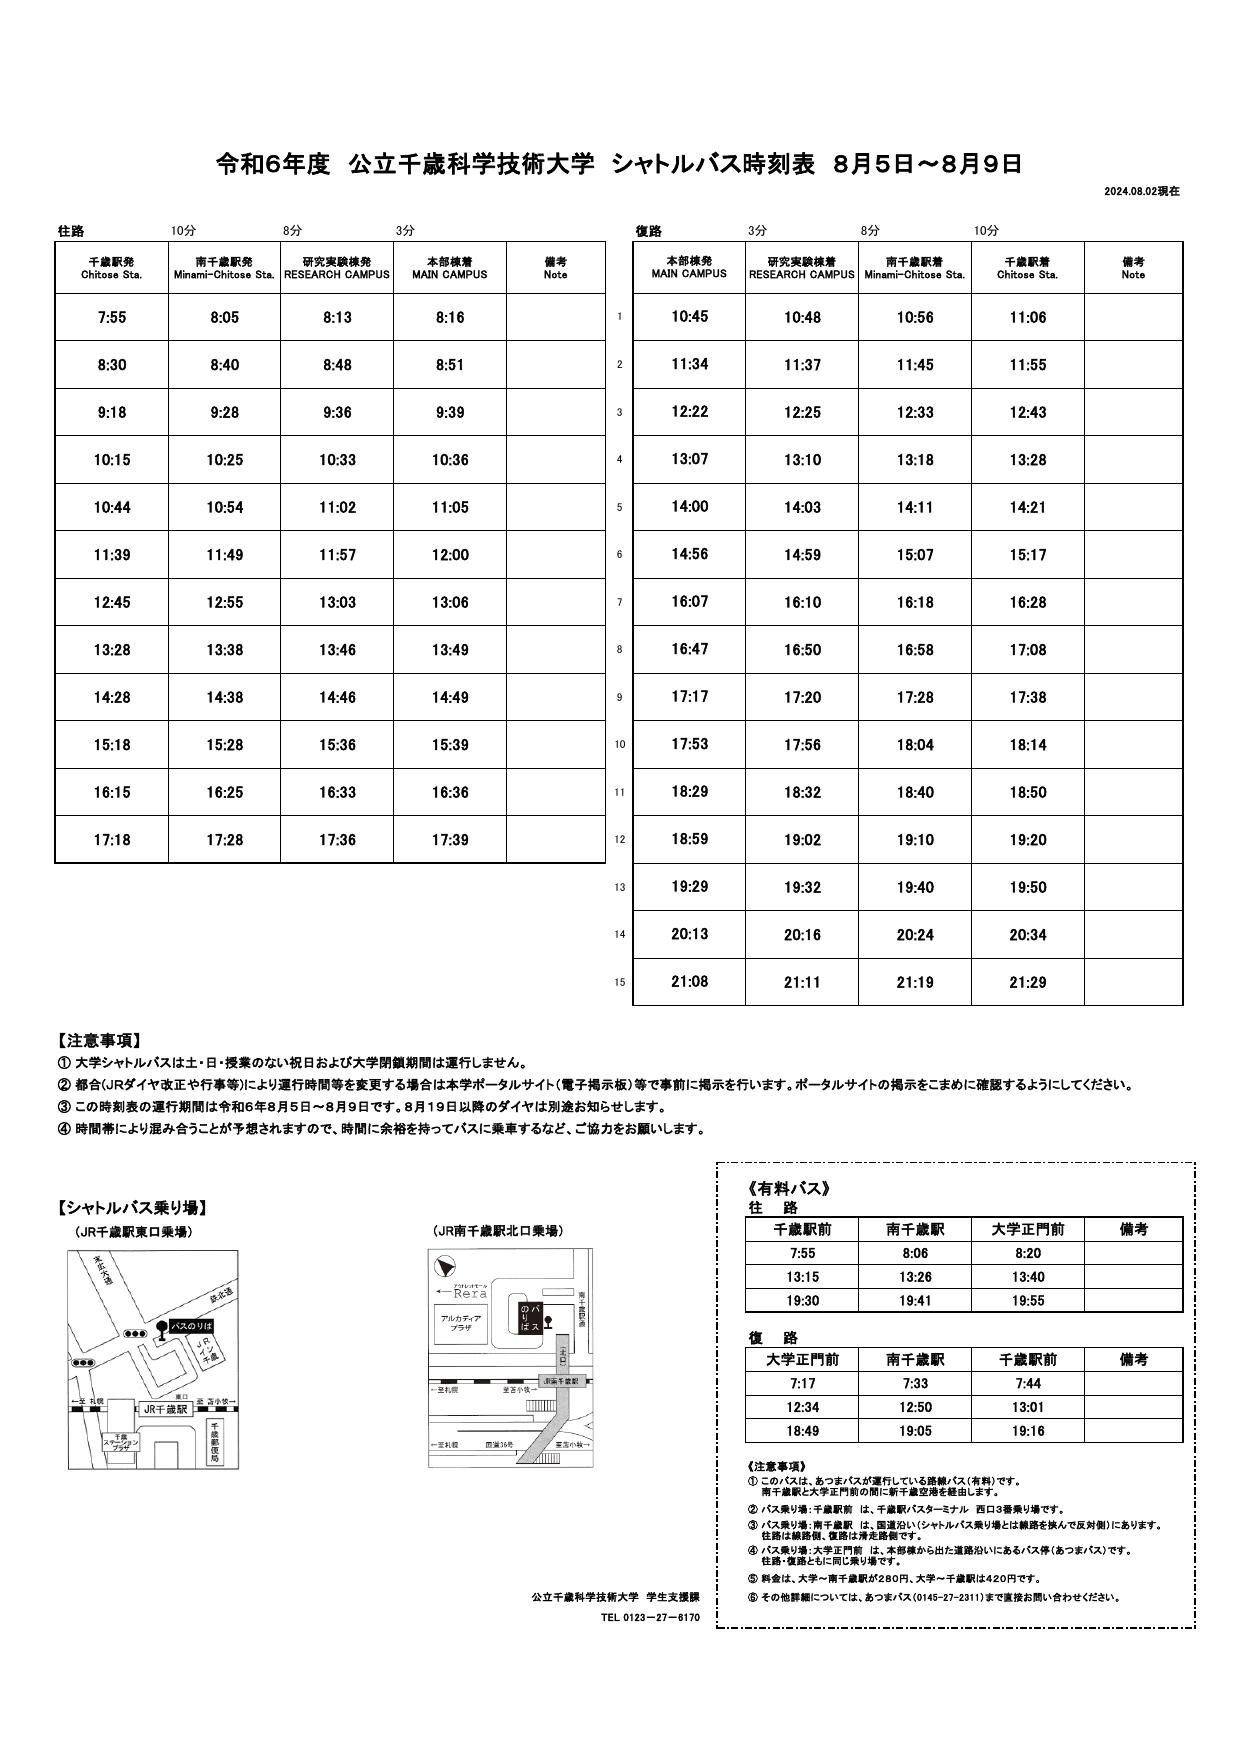 令和6年度　公立千歳科学技術大学　シャトルバス時刻表　8月5日～8月9日
2024.08.02現在
往路 10分 8分 3分
千歳駅発 南千歳駅発 研究実験棟発 本部棟着 備考
Chitose Sta. Minami-Chitose Sta. RESEARCH CAMPUS MAIN CAMPUS Note
7:55 8:05 8:13 8:16
8:30 8:40 8:48 8:51
9:18 9:28 9:36 9:39
10:15 10:25 10:33 10:36
10:44 10:54 11:02 11:05
11:39 11:49 11:57 12:00
12:45 12:55 13:03 13:06
13:28 13:38 13:46 13:49
14:28 14:38 14:46 14:49
15:18 15:28 15:36 15:39
16:15 16:25 16:33 16:36
17:18 17:28 17:36 17:39
復路 3分 8分 10分
本部棟発 研究実験棟着 南千歳駅着 千歳駅着 備考
MAIN CAMPUS RESEARCH CAMPUS Minami-Chitose Sta. Chitose Sta. Note
1 10:45 10:48 10:56 11:06
2 11:34 11:37 11:45 11:55
3 12:22 12:25 12:33 12:43
4 13:07 13:10 13:18 13:28
5 14:00 14:03 14:11 14:21
6 14:56 14:59 15:07 15:17
7 16:07 16:10 16:18 16:28
8 16:47 16:50 16:58 17:08
9 17:17 17:20 17:28 17:38
10 17:53 17:56 18:04 18:14
11 18:29 18:32 18:40 18:50
12 18:59 19:02 19:10 19:20
13 19:29 19:32 19:40 19:50
14 20:13 20:16 20:24 20:34
15 21:08 21:11 21:19 21:29
【注意事項】
① 大学シャトルバスは土・日・授業のない祝日および大学閉鎖期間は運行しません。
② 都合(JRダイヤ改正や行事等)により運行時間等を変更する場合は本学ポータルサイト(電子掲示板)等で事前に掲示を行います。ポータルサイトの掲示をこまめに確認するようにしてください。
③ この時刻表の運行期間は令和6年8月5日～8月9日です。8月19日以降のダイヤは別途お知らせします。
④ 時間帯により混み合うことが予想されますので、時間に余裕を持ってバスに乗車するなど、ご協力をお願いします。
【シャトルバス乗り場】
（JR千歳駅東口乗場）
末広大通
鉄北通
バスのりば
JRイン千歳
東口
←至 札幌
JR千歳駅
至 苫小牧→
千歳ステーションプラザ
千歳郵便局
（JR南千歳駅北口乗場）
アウトレットモール
←Rera
アルカディアプラザ
バスのりば
南千歳駅通
（北口）
JR南千歳駅
←至札幌 至苫小牧→
←至札幌 国道36号 至苫小牧→
公立千歳科学技術大学　学生支援課
TEL 0123－27－6170
《有料バス》
往　路
千歳駅前 南千歳駅 大学正門前 備考
7:55 8:06 8:20
13:15 13:26 13:40
19:30 19:41 19:55
復　路
大学正門前 南千歳駅 千歳駅前 備考
7:17 7:33 7:44
12:34 12:50 13:01
18:49 19:05 19:16
《注意事項》
① このバスは、あつまバスが運行している路線バス(有料)です。
南千歳駅と大学正門前の間に新千歳空港を経由します。
② バス乗り場：千歳駅前　は、千歳駅バスターミナル　西口3番乗り場です。
③ バス乗り場：南千歳駅　は、国道沿い(シャトルバス乗り場とは線路を挟んで反対側)にあります。
往路は線路側、復路は滑走路側です。
④ バス乗り場：大学正門前　は、本部棟から出た道路沿いにあるバス停(あつまバス)です。
往路・復路ともに同じ乗り場です。
⑤ 料金は、大学～南千歳駅が280円、大学～千歳駅は420円です。
⑥ その他詳細については、あつまバス(0145-27-2311)まで直接お問い合わせください。